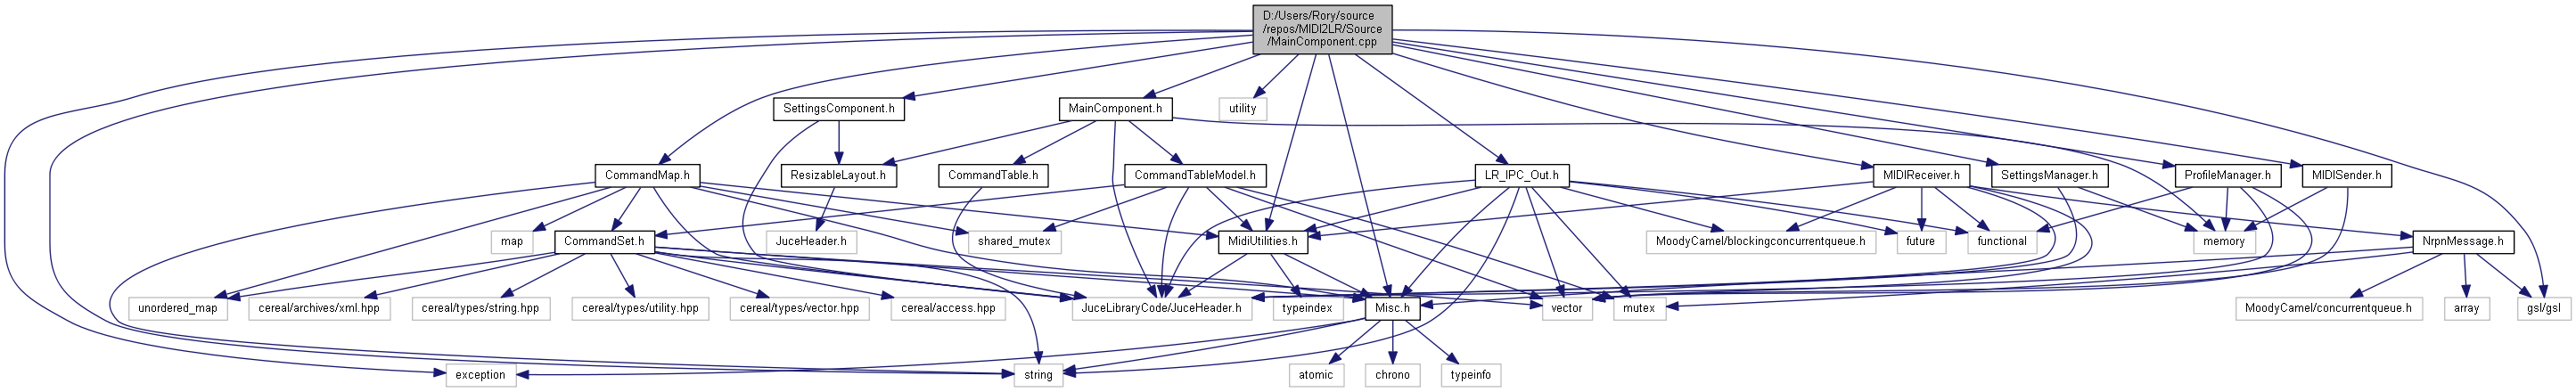 D:/Users/Rory/source
/repos/MIDI2LR/Source
/MainComponent.cpp
SettingsComponent.h
MainComponent.h
utility
CommandMap.h
ResizableLayout.h
CommandTable.h
CommandTableModel.h
LR_IPC_Out.h
MIDIReceiver.h
SettingsManager.h
ProfileManager.h
MIDISender.h
map
CommandSet.h
JuceHeader.h
shared_mutex
MidiUtilities.h
MoodyCamel/blockingconcurrentqueue.h
future
functional
memory
NrpnMessage.h
unordered_map
cereal/archives/xml.hpp
cereal/types/string.hpp
cereal/types/utility.hpp
cereal/types/vector.hpp
cereal/access.hpp
JuceLibraryCode/JuceHeader.h
typeindex
Misc.h
vector
mutex
MoodyCamel/concurrentqueue.h
array
gsl/gsl
exception
string
atomic
chrono
typeinfo